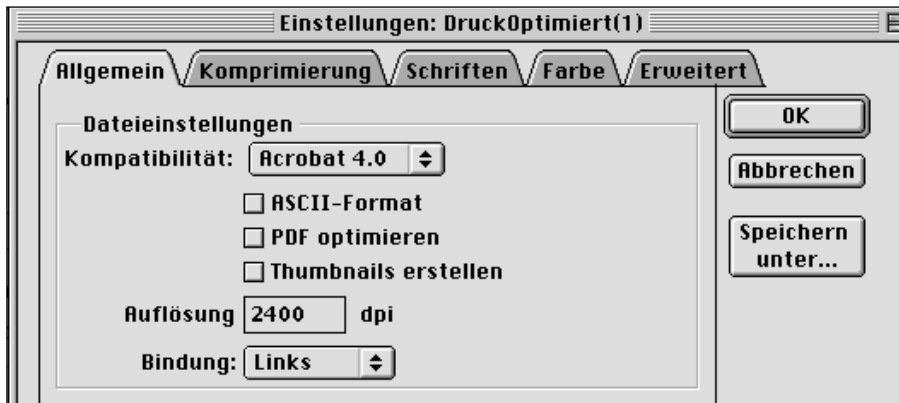 Einstellungen: DruckOptimiert(1)
Allgemein Komprimierung Schriften Farbe Erweitert
Dateieinstellungen
Kompatibilität: Acrobat 4.0
ASCII-Format
PDF optimieren
Thumbnails erstellen
Auflösung 2400 dpi
Bindung: Links
OK
Abbrechen
Speichern
unter...